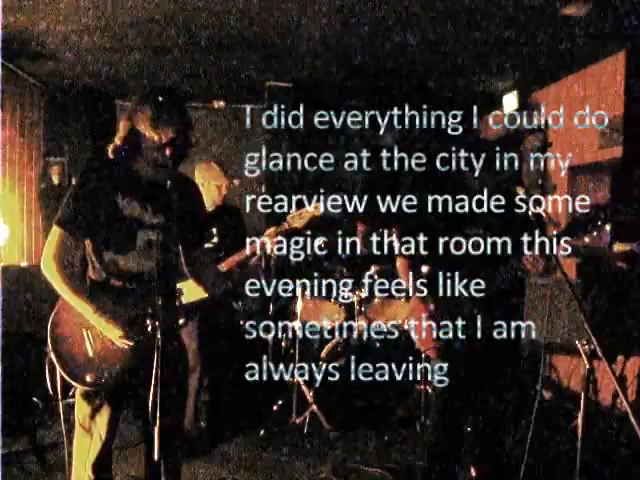 I did everything I could do
glance at the city in my
rearview we made some
magic in that room this
evening feels like
sometimes that I am
always leaving